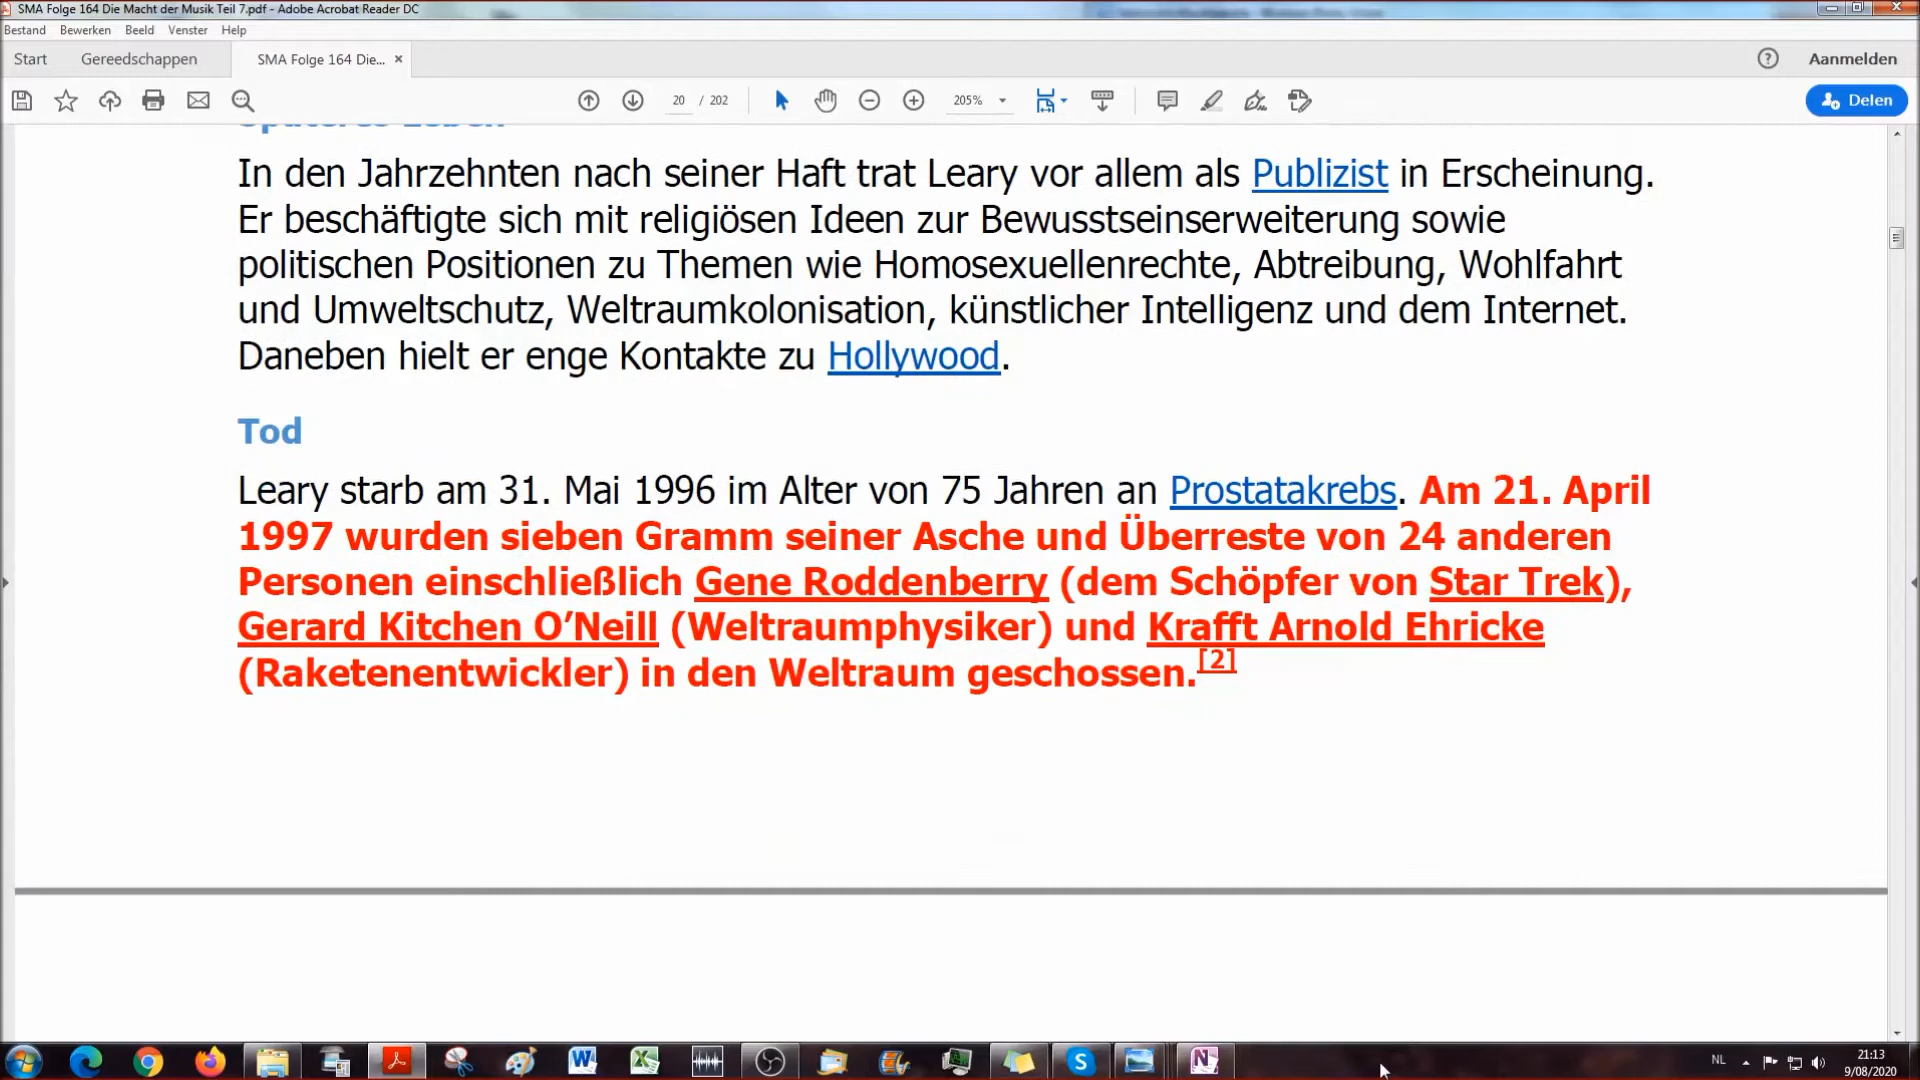 SMA Folge 164 Die Macht der Musik Teil 7.pdf - Adobe Acrobat Reader DC
Bestand Bewerken Beeld Venster Help
Start Gereedschappen SMA Folge 164 Die... × Aanmelden
20 / 202 205% Delen
Späteres Leben
In den Jahrzehnten nach seiner Haft trat Leary vor allem als Publizist in Erscheinung.
Er beschäftigte sich mit religiösen Ideen zur Bewusstseinserweiterung sowie
politischen Positionen zu Themen wie Homosexuellenrechte, Abtreibung, Wohlfahrt
und Umweltschutz, Weltraumkolonisation, künstlicher Intelligenz und dem Internet.
Daneben hielt er enge Kontakte zu Hollywood.
Tod
Leary starb am 31. Mai 1996 im Alter von 75 Jahren an Prostatakrebs. Am 21. April
1997 wurden sieben Gramm seiner Asche und Überreste von 24 anderen
Personen einschließlich Gene Roddenberry (dem Schöpfer von Star Trek),
Gerard Kitchen O’Neill (Weltraumphysiker) und Krafft Arnold Ehricke
(Raketenentwickler) in den Weltraum geschossen.[2]
NL 21:13
9/08/2020